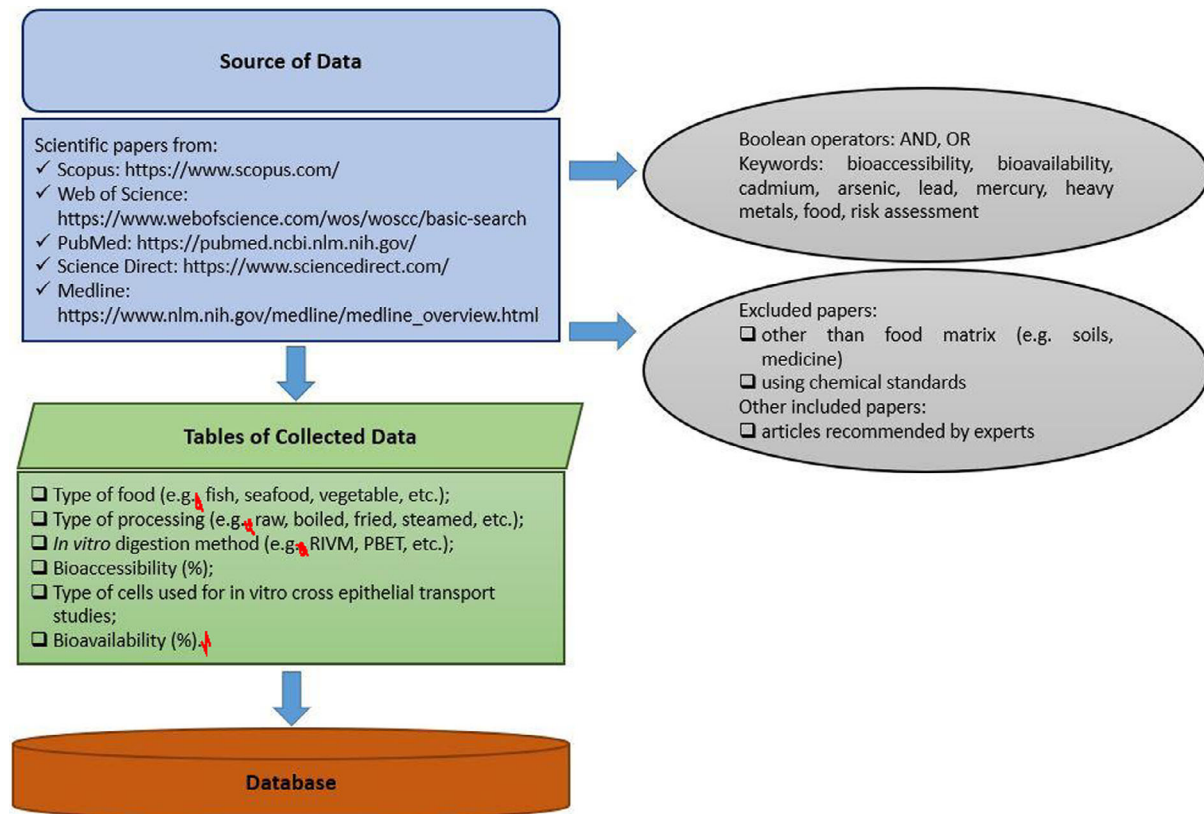 Source of Data
Scientific papers from:
✓ Scopus: https://www.scopus.com/
✓ Web of Science:
https://www.webofscience.com/wos/woscc/basic-search
✓ PubMed: https://pubmed.ncbi.nlm.nih.gov/
✓ Science Direct: https://www.sciencedirect.com/
✓ Medline:
https://www.nlm.nih.gov/medline/medline_overview.html
Boolean operators: AND, OR
Keywords: bioaccessibility, bioavailability,
cadmium, arsenic, lead, mercury, heavy
metals, food, risk assessment
Excluded papers:
❑ other than food matrix (e.g. soils,
medicine)
❑ using chemical standards
Other included papers:
❑ articles recommended by experts
Tables of Collected Data
❑ Type of food (e.g., fish, seafood, vegetable, etc.);
❑ Type of processing (e.g., raw, boiled, fried, steamed, etc.);
❑ In vitro digestion method (e.g., RIVM, PBET, etc.);
❑ Bioaccessibility (%);
❑ Type of cells used for in vitro cross epithelial transport
studies;
❑ Bioavailability (%).
Database